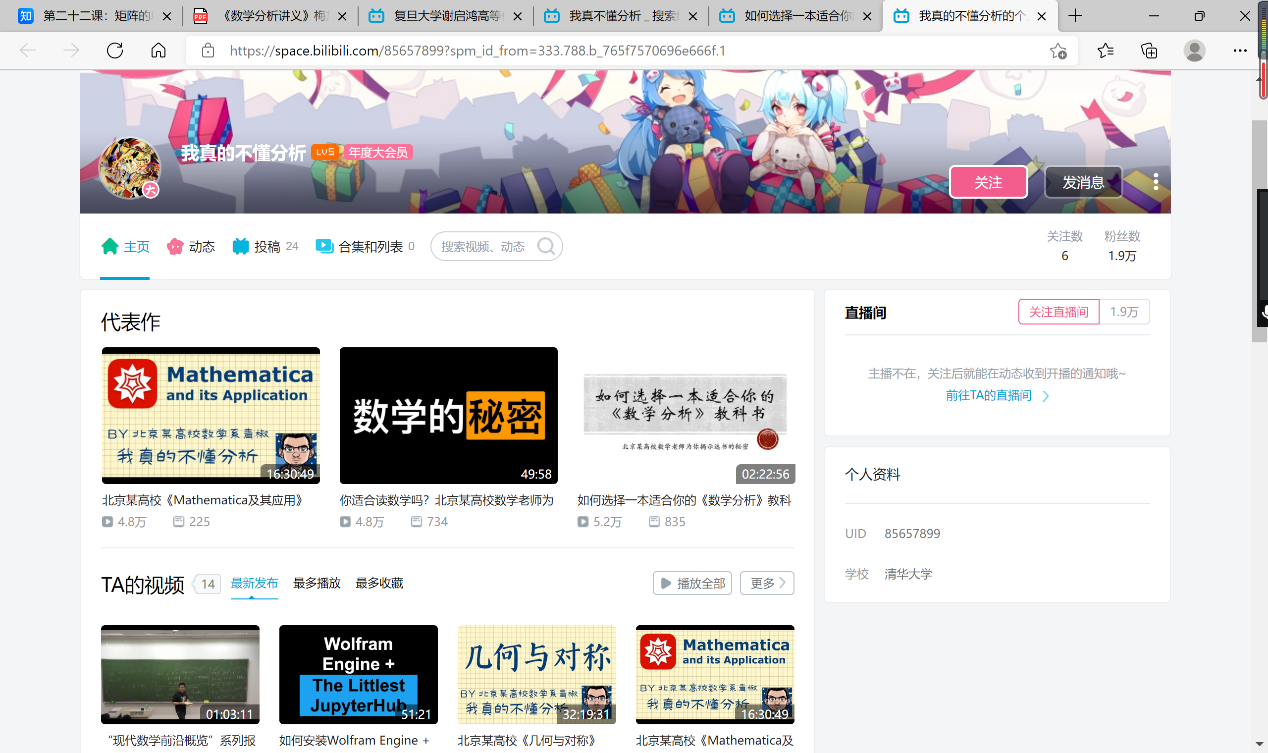 第二十二课：矩阵的
《数学分析讲义》梅
复旦大学谢启鸿高等
我真不懂分析 _ 搜索
如何选择一本适合你
我真的不懂分析的个
https://space.bilibili.com/85657899?spm_id_from=333.788.b_765f7570696e666f.1
我真的不懂分析 LV5 年度大会员
大
关注 发消息
主页 动态 投稿 24 合集和列表 0 搜索视频、动态
关注数 粉丝数
6 1.9万
代表作
Mathematica
and its Application
BY 北京某高校数学系青椒
我真的不懂分析
16:30:49
数学的秘密
49:58
如何选择一本适合你的
《数学分析》教科书
北京某高校数学老师为你揭示选书的秘密
02:22:56
北京某高校《Mathematica及其应用》
4.8万 225
你适合读数学吗？北京某高校数学老师为
4.8万 734
如何选择一本适合你的《数学分析》教科
5.2万 835
TA的视频 14 最新发布 最多播放 最多收藏 播放全部 更多
01:03:11
Wolfram
Engine +
The Littlest
JupyterHub
51:21
几何与对称
BY 北京某高校数学系青椒
我真的不懂分析
32:19:31
Mathematica
and its Application
BY 北京某高校数学系青椒
我真的不懂分析
16:30:49
“现代数学前沿概览”系列报
如何安装Wolfram Engine +
北京某高校《几何与对称》
北京某高校《Mathematica及
直播间 关注直播间 1.9万
主播不在，关注后就能在动态收到开播的通知哦~
前往TA的直播间
个人资料
UID 85657899
学校 清华大学